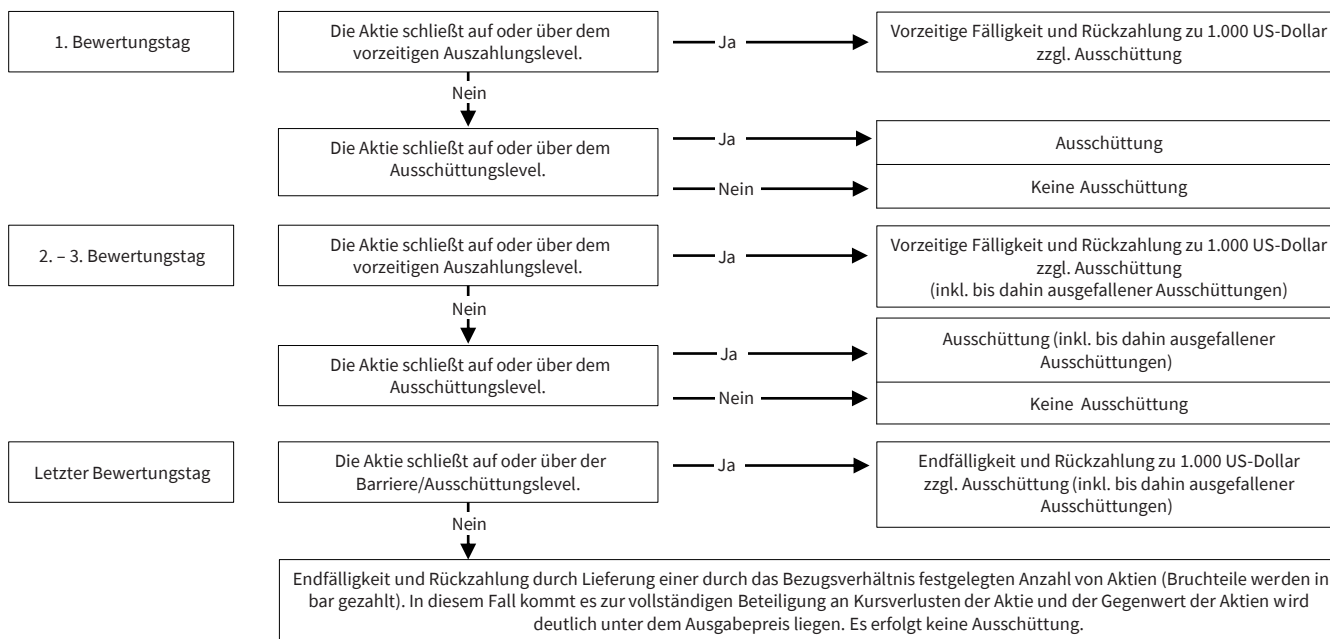 1. Bewertungstag
Die Aktie schließt auf oder über dem
vorzeitigen Auszahlungslevel.
Ja
Vorzeitige Fälligkeit und Rückzahlung zu 1.000 US-Dollar
zzgl. Ausschüttung
Nein
Die Aktie schließt auf oder über dem
Ausschüttungslevel.
Ja
Ausschüttung
Nein
Keine Ausschüttung
2. – 3. Bewertungstag
Die Aktie schließt auf oder über dem
vorzeitigen Auszahlungslevel.
Ja
Vorzeitige Fälligkeit und Rückzahlung zu 1.000 US-Dollar
zzgl. Ausschüttung
(inkl. bis dahin ausgefallener Ausschüttungen)
Nein
Die Aktie schließt auf oder über dem
Ausschüttungslevel.
Ja
Ausschüttung (inkl. bis dahin ausgefallener
Ausschüttungen)
Nein
Keine Ausschüttung
Letzter Bewertungstag
Die Aktie schließt auf oder über der
Barriere/Ausschüttungslevel.
Ja
Endfälligkeit und Rückzahlung zu 1.000 US-Dollar
zzgl. Ausschüttung (inkl. bis dahin ausgefallener
Ausschüttungen)
Nein
Endfälligkeit und Rückzahlung durch Lieferung einer durch das Bezugsverhältnis festgelegten Anzahl von Aktien (Bruchteile werden in
bar gezahlt). In diesem Fall kommt es zur vollständigen Beteiligung an Kursverlusten der Aktie und der Gegenwert der Aktien wird
deutlich unter dem Ausgabepreis liegen. Es erfolgt keine Ausschüttung.